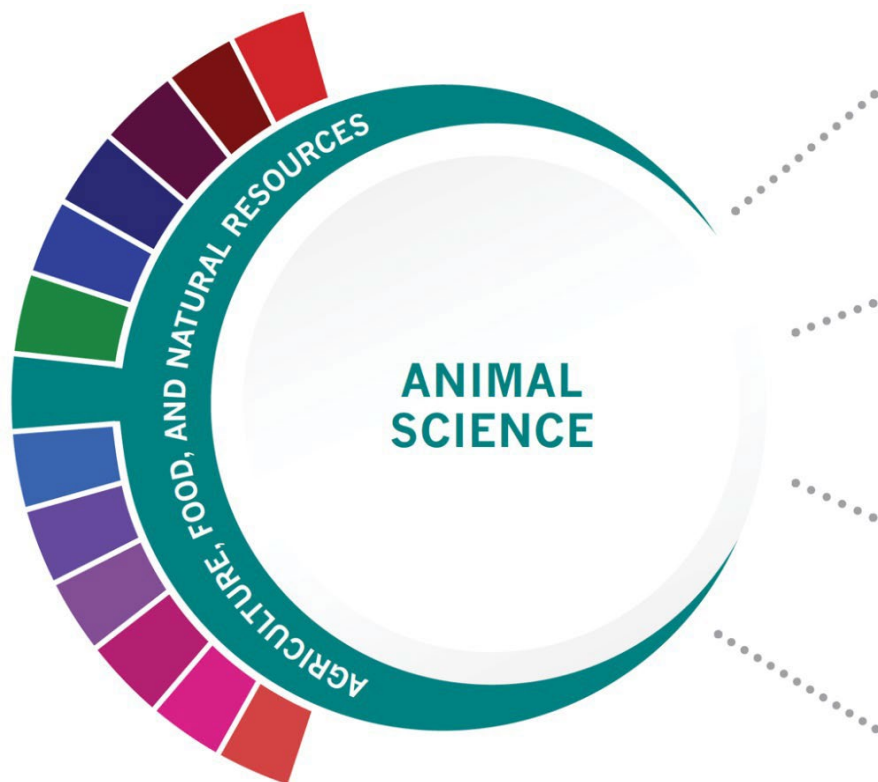 AGRICULTURE, FOOD, AND NATURAL RESOURCES
ANIMAL
SCIENCE